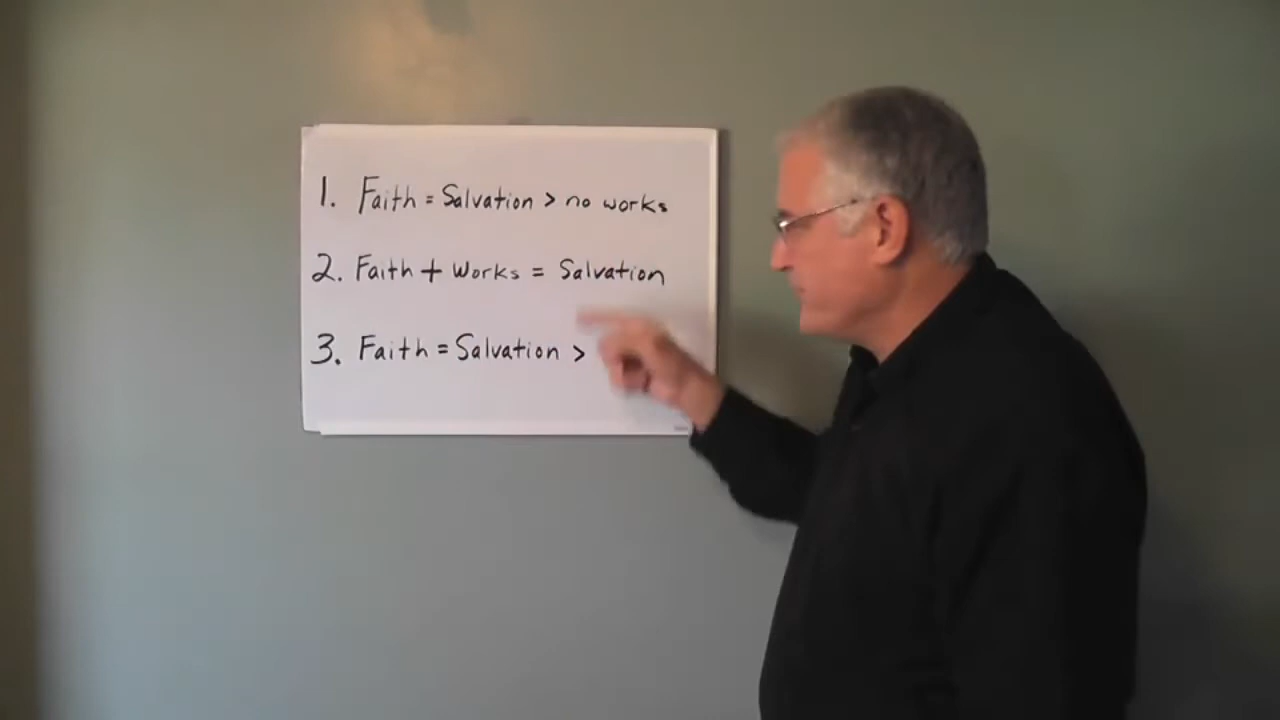 1. Faith = Salvation > no works
2. Faith + Works = Salvation
3. Faith = Salvation >